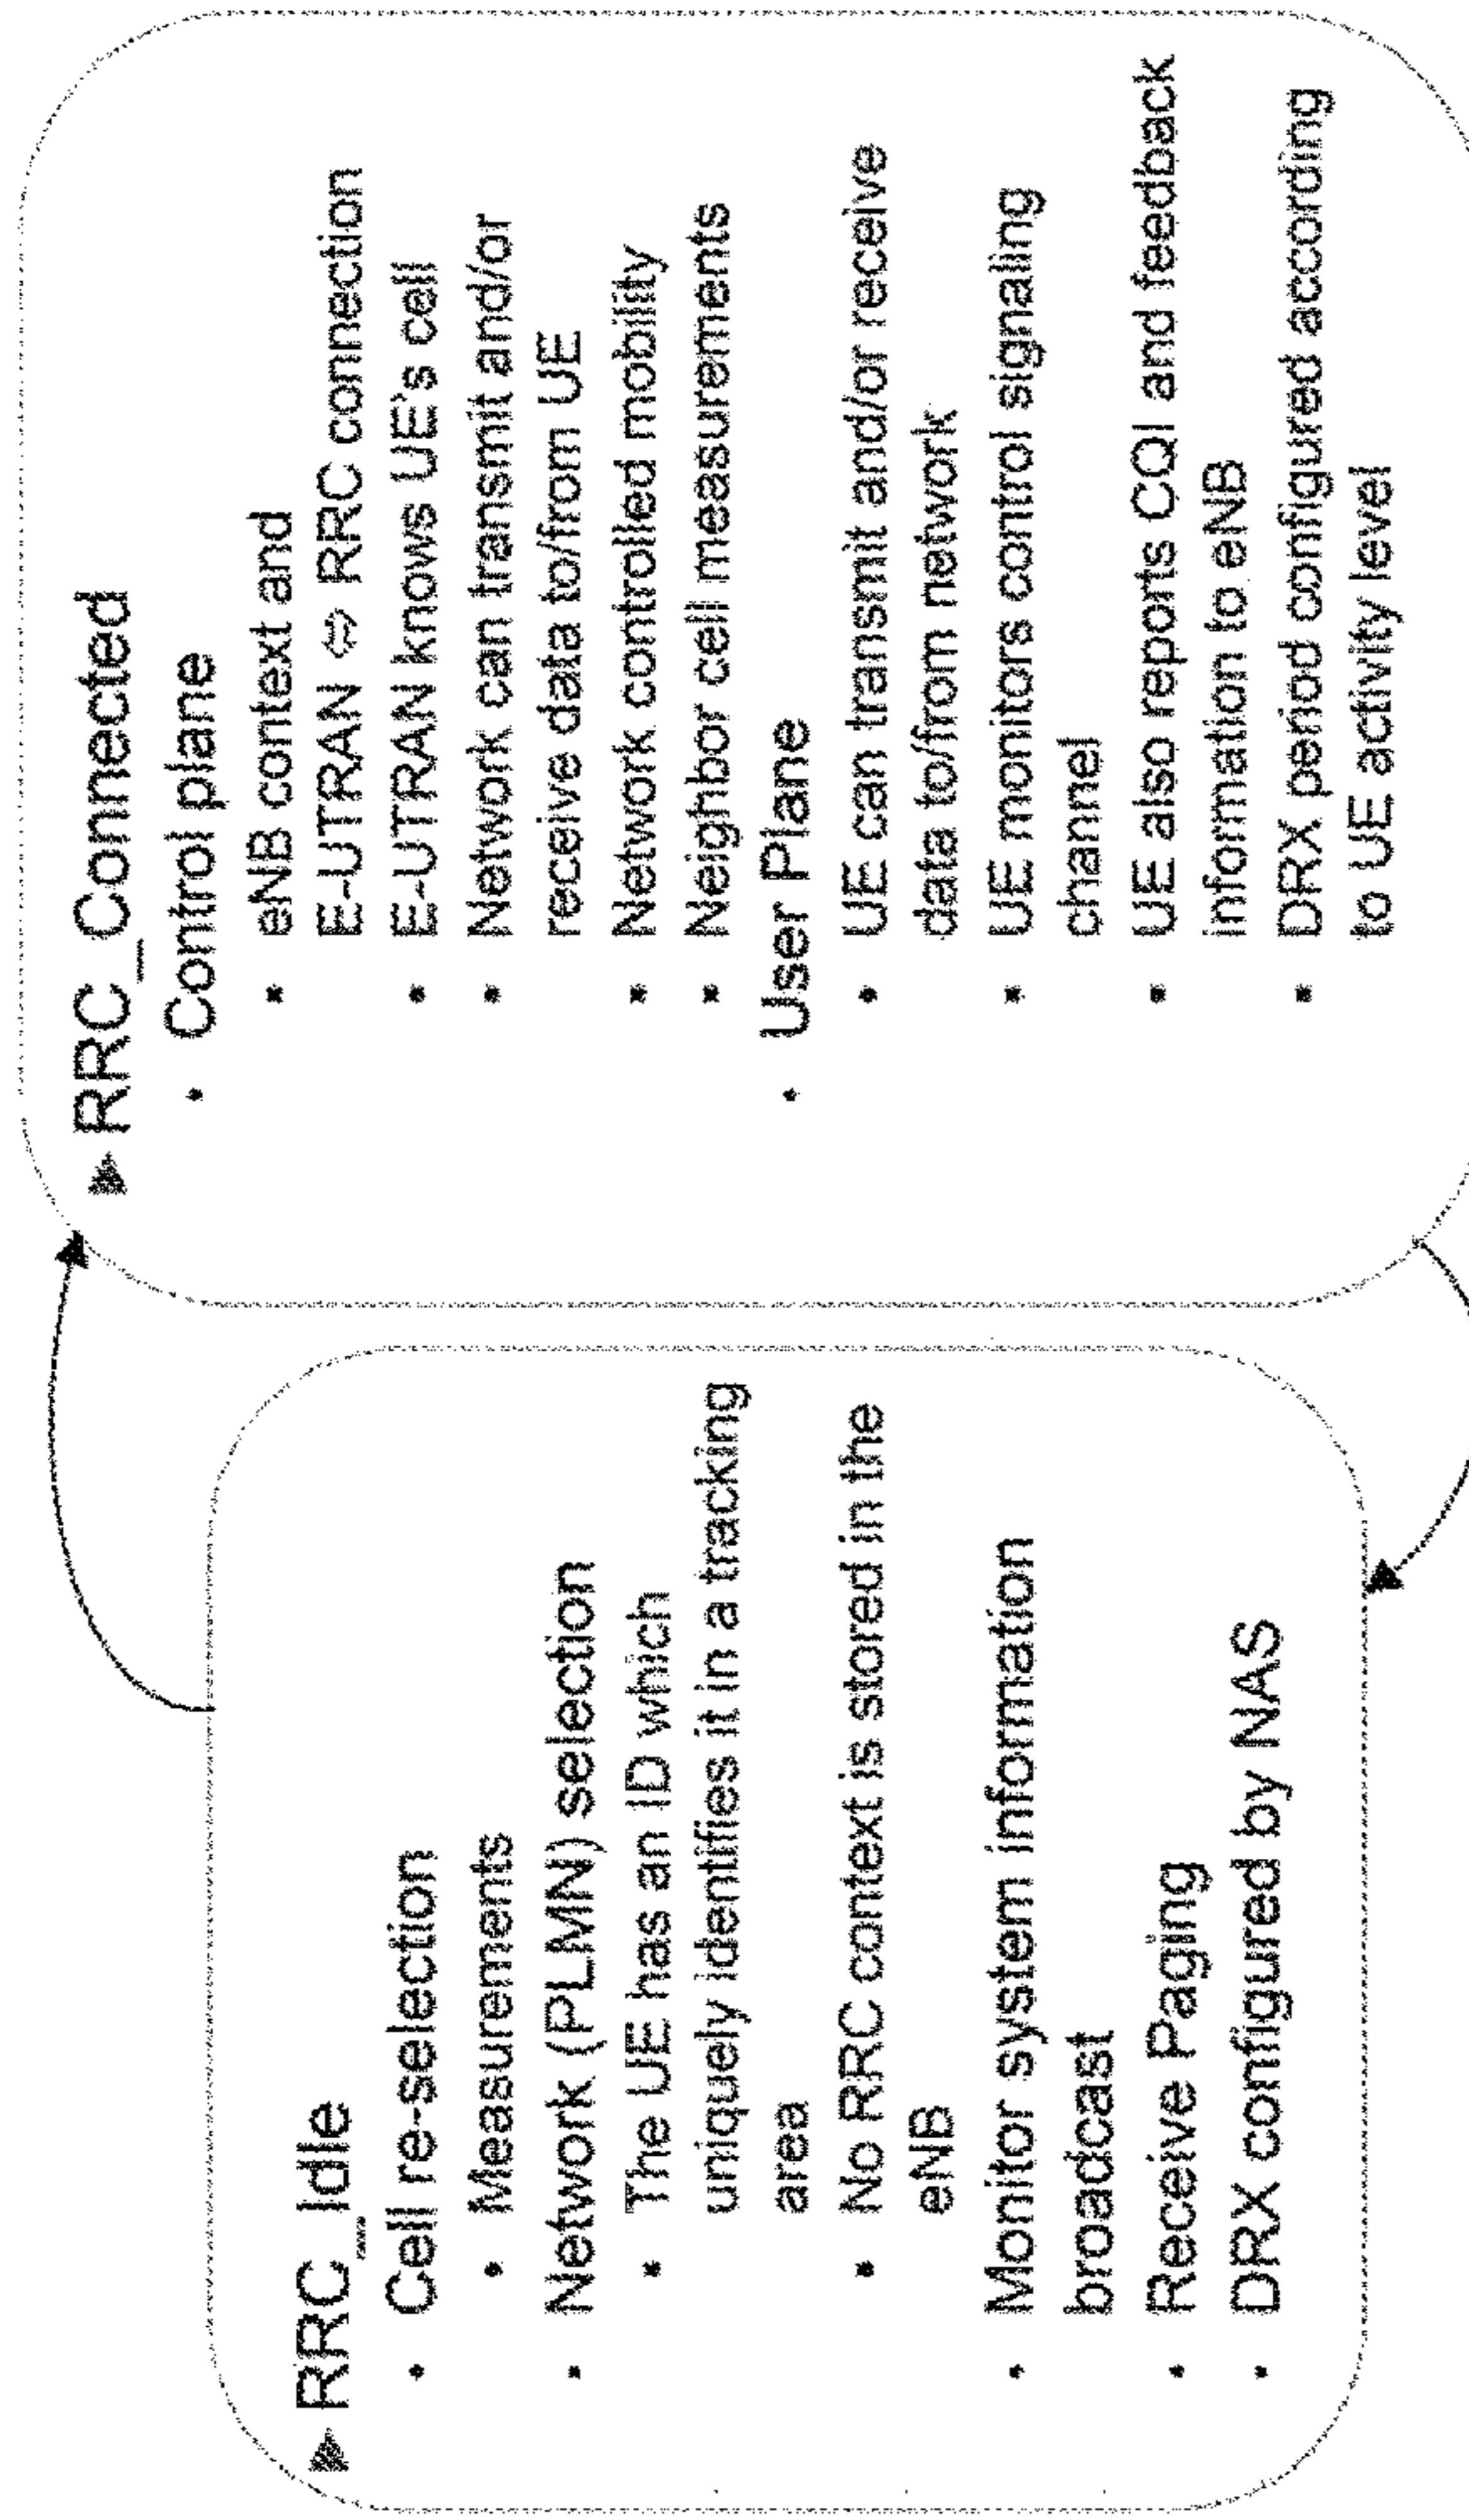 RRC_Idle
• Cell re-selection
• Measurements
• Network (PLMN) selection
• The UE has an ID which
uniquely identifies it in a tracking
area
• No RRC context is stored in the
eNB
• Monitor system information
broadcast
• Receive Paging
• DRX configured by NAS
RRC_Connected
• Control plane
• eNB context and
E-UTRAN ⇔ RRC connection
• E-UTRAN knows UE's cell
• Network can transmit and/or
receive data to/from UE
• Network controlled mobility
• Neighbor cell measurements
• User Plane
• UE can transmit and/or receive
data to/from network
• UE monitors control signaling
channel
• UE also reports CQI and feedback
information to eNB
• DRX period configured according
to UE activity level